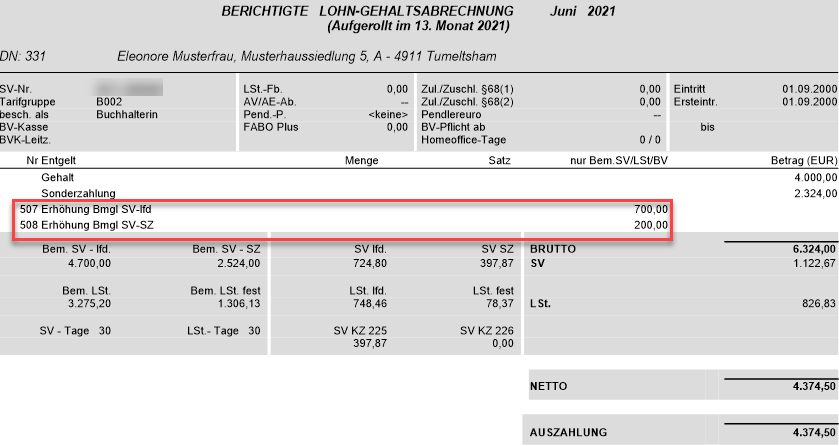 BERICHTIGTE LOHN-GEHALTSABRECHNUNG Juni 2021
(Aufgerollt im 13. Monat 2021)
DN: 331 Eleonore Musterfrau, Musterhaussiedlung 5, A - 4911 Tumeltsham
SV-Nr. LSt.-Fb. 0,00 Zul./Zuschl. §68(1) 0,00 Eintritt 01.09.2000
Tarifgruppe B002 AV/AE-Ab. -- Zul./Zuschl. §68(2) 0,00 Ersteintr. 01.09.2000
besch. als Buchhalterin Pend.-P. <keine> Pendlereuro --
BV-Kasse FABO Plus 0,00 BV-Pflicht ab bis
BVK-Leitz. Homeoffice-Tage 0 / 0
Nr Entgelt Menge Satz nur Bem.SV/LSt/BV Betrag (EUR)
Gehalt 4.000,00
Sonderzahlung 2.324,00
507 Erhöhung Bmgl SV-lfd 700,00
508 Erhöhung Bmgl SV-SZ 200,00
Bem. SV - lfd. Bem. SV - SZ SV lfd. SV SZ BRUTTO 6.324,00
4.700,00 2.524,00 724,80 397,87 SV 1.122,67
Bem. LSt. Bem. LSt. fest LSt. lfd. LSt. fest
3.275,20 1.306,13 748,46 78,37 LSt. 826,83
SV - Tage 30 LSt.- Tage 30 SV KZ 225 SV KZ 226
397,87 0,00
NETTO 4.374,50
AUSZAHLUNG 4.374,50